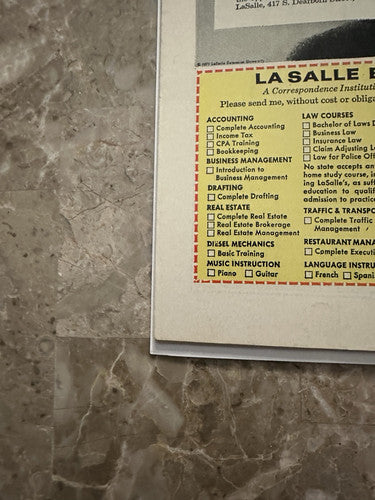 LaSalle, 417 S. Dearborn
LA SALLE E
A Correspondence Instituti
Please send me, without cost or obliga
ACCOUNTING
Complete Accounting
Income Tax
CPA Training
Bookkeeping
BUSINESS MANAGEMENT
Introduction to
Business Management
DRAFTING
Complete Drafting
REAL ESTATE
Complete Real Estate
Real Estate Brokerage
Real Estate Management
DIESEL MECHANICS
Basic Training
MUSIC INSTRUCTION
Piano Guitar
LAW COURSES
Bachelor of Laws D
Business Law
Insurance Law
Claim Adjusting L
Law for Police Off
No state accepts an
home study course, in
ing LaSalle's, as suf
education to qualif
admission to practic
TRAFFIC & TRANSPO
Complete Traffic
Management
RESTAURANT MANA
Complete Executi
LANGUAGE INSTRU
French Spani